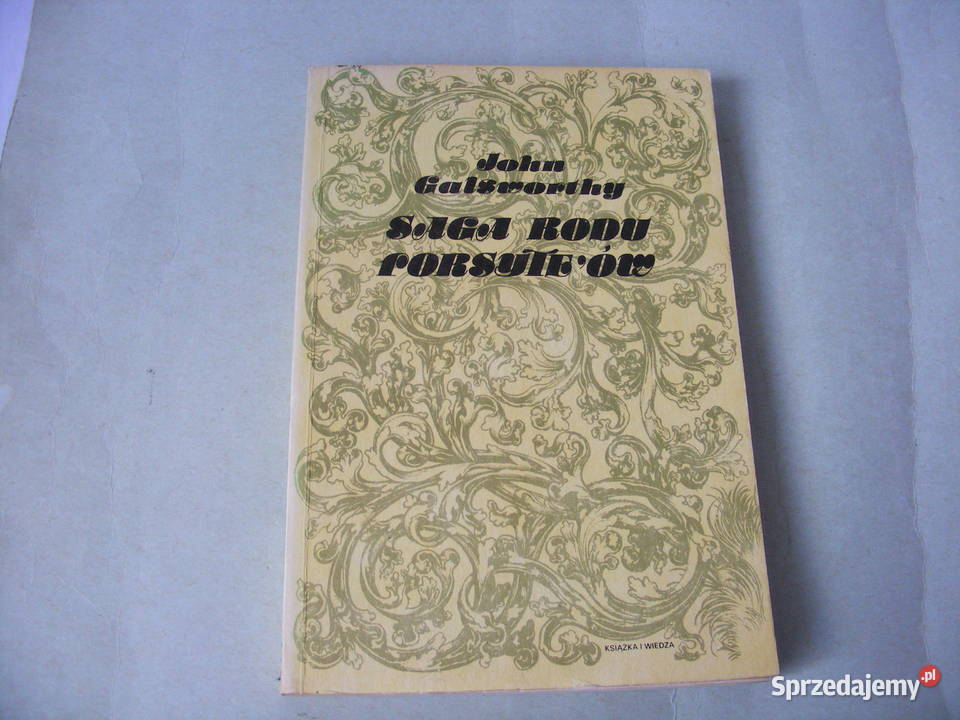 John
Galsworthy
SAGA RODU
FORSYTE'ÓW
KSIĄŻKA I WIEDZA
Sprzedajemy.pl